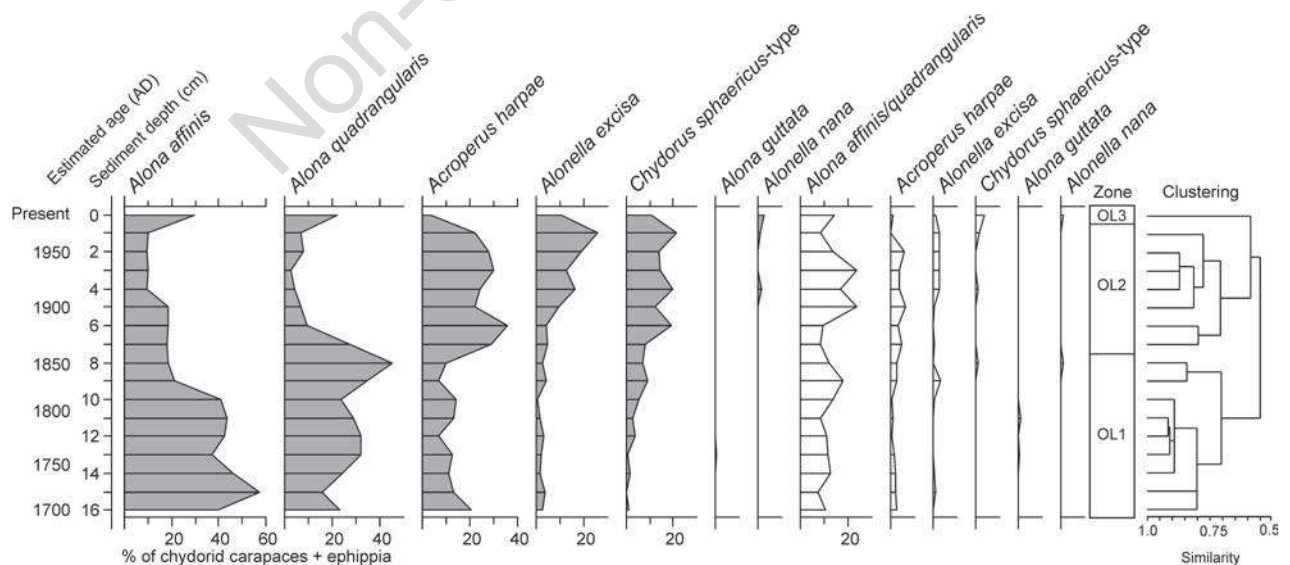 Non-
Estimated age (AD)
Sediment depth (cm)
Alona affinis
Alona quadrangularis
Acroperus harpae
Alonella excisa
Chydorus sphaericus-type
Alona guttata
Alonella nana
Alona affinis/quadrangularis
Acroperus harpae
Alonella excisa
Chydorus sphaericus-type
Alona guttata
Alonella nana
Zone
Clustering
Present 0
1950 2
4
1900
6
1850 8
10
1800
12
1750
14
1700 16
OL3
OL2
OL1
20 40 60
20 40
20 40
20
20
20
1.0 0.75 0.5
% of chydorid carapaces + ephippia
Similarity